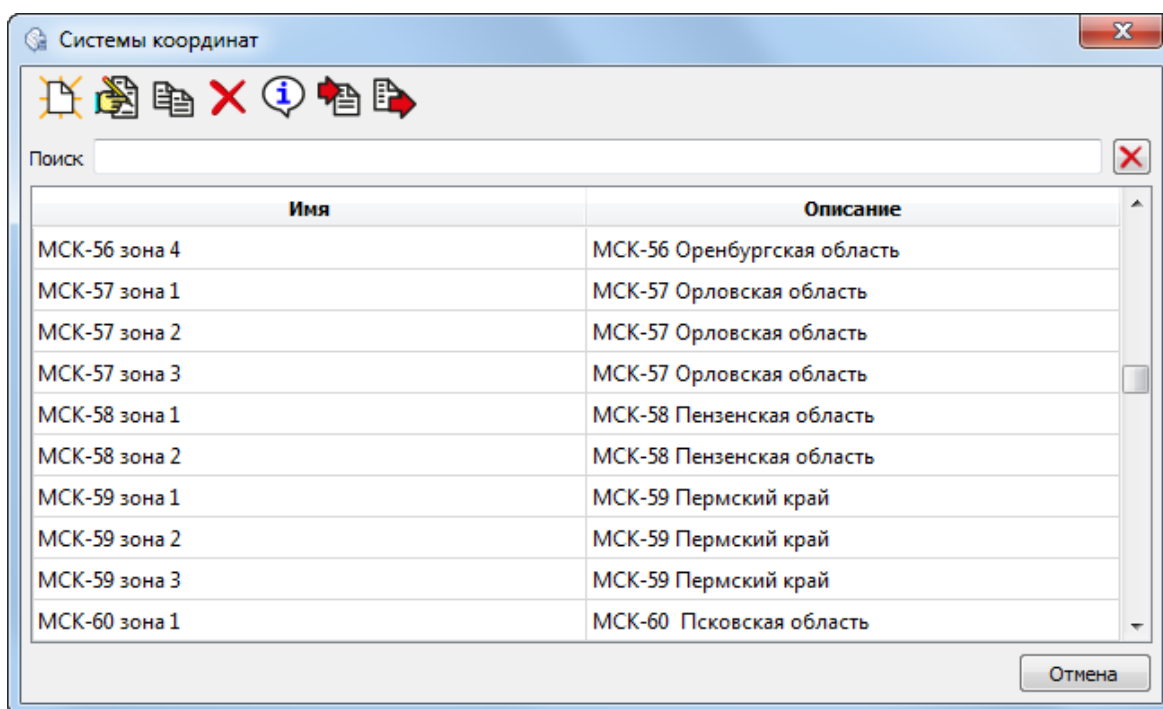 Системы координат
Поиск
Имя Описание
МСК-56 зона 4 МСК-56 Оренбургская область
МСК-57 зона 1 МСК-57 Орловская область
МСК-57 зона 2 МСК-57 Орловская область
МСК-57 зона 3 МСК-57 Орловская область
МСК-58 зона 1 МСК-58 Пензенская область
МСК-58 зона 2 МСК-58 Пензенская область
МСК-59 зона 1 МСК-59 Пермский край
МСК-59 зона 2 МСК-59 Пермский край
МСК-59 зона 3 МСК-59 Пермский край
МСК-60 зона 1 МСК-60  Псковская область
Отмена